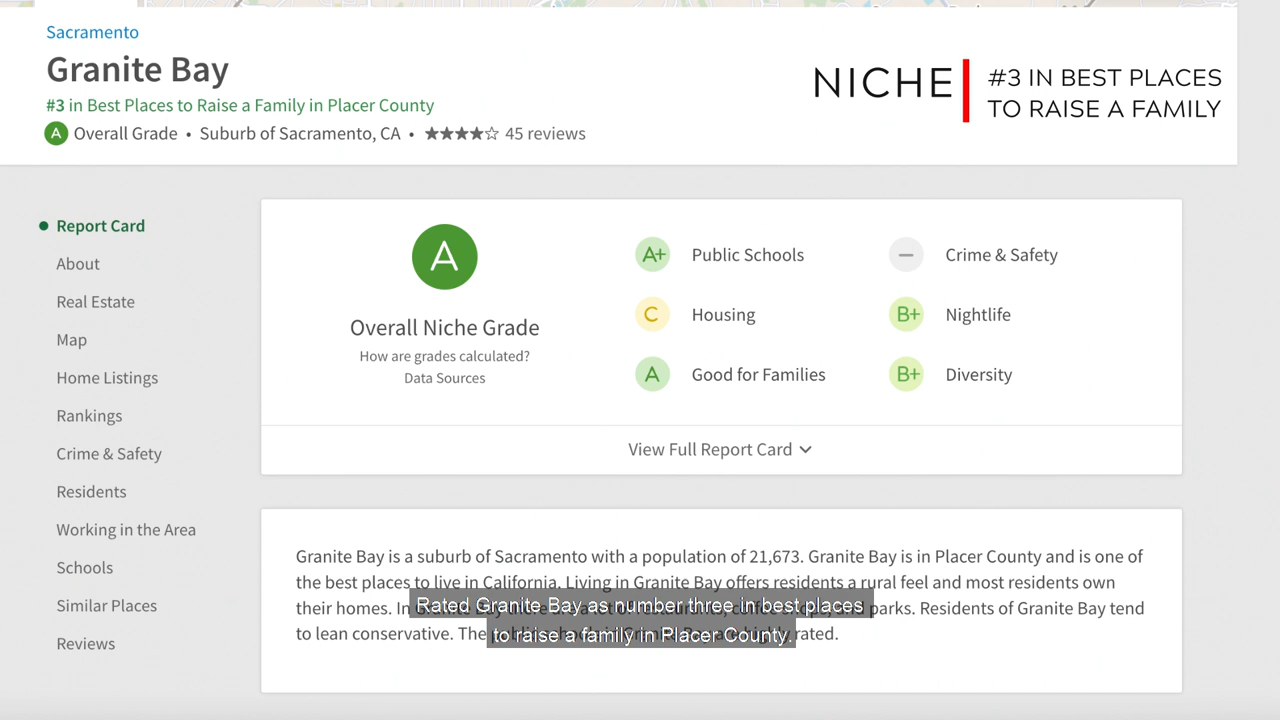 Sacramento
Granite Bay
#3 in Best Places to Raise a Family in Placer County
A Overall Grade • Suburb of Sacramento, CA • ★★★★☆ 45 reviews
NICHE
#3 IN BEST PLACES
TO RAISE A FAMILY
Report Card
About
Real Estate
Map
Home Listings
Rankings
Crime & Safety
Residents
Working in the Area
Schools
Similar Places
Reviews
A
Overall Niche Grade
How are grades calculated?
Data Sources
A+ Public Schools
C Housing
A Good for Families
– Crime & Safety
B+ Nightlife
B+ Diversity
View Full Report Card
Granite Bay is a suburb of Sacramento with a population of 21,673. Granite Bay is in Placer County and is one of
the best places to live in California. Living in Granite Bay offers residents a rural feel and most residents own
their homes. In parks. Residents of Granite Bay tend
to lean conservative. The rated.
Rated Granite Bay as number three in best places
to raise a family in Placer County.